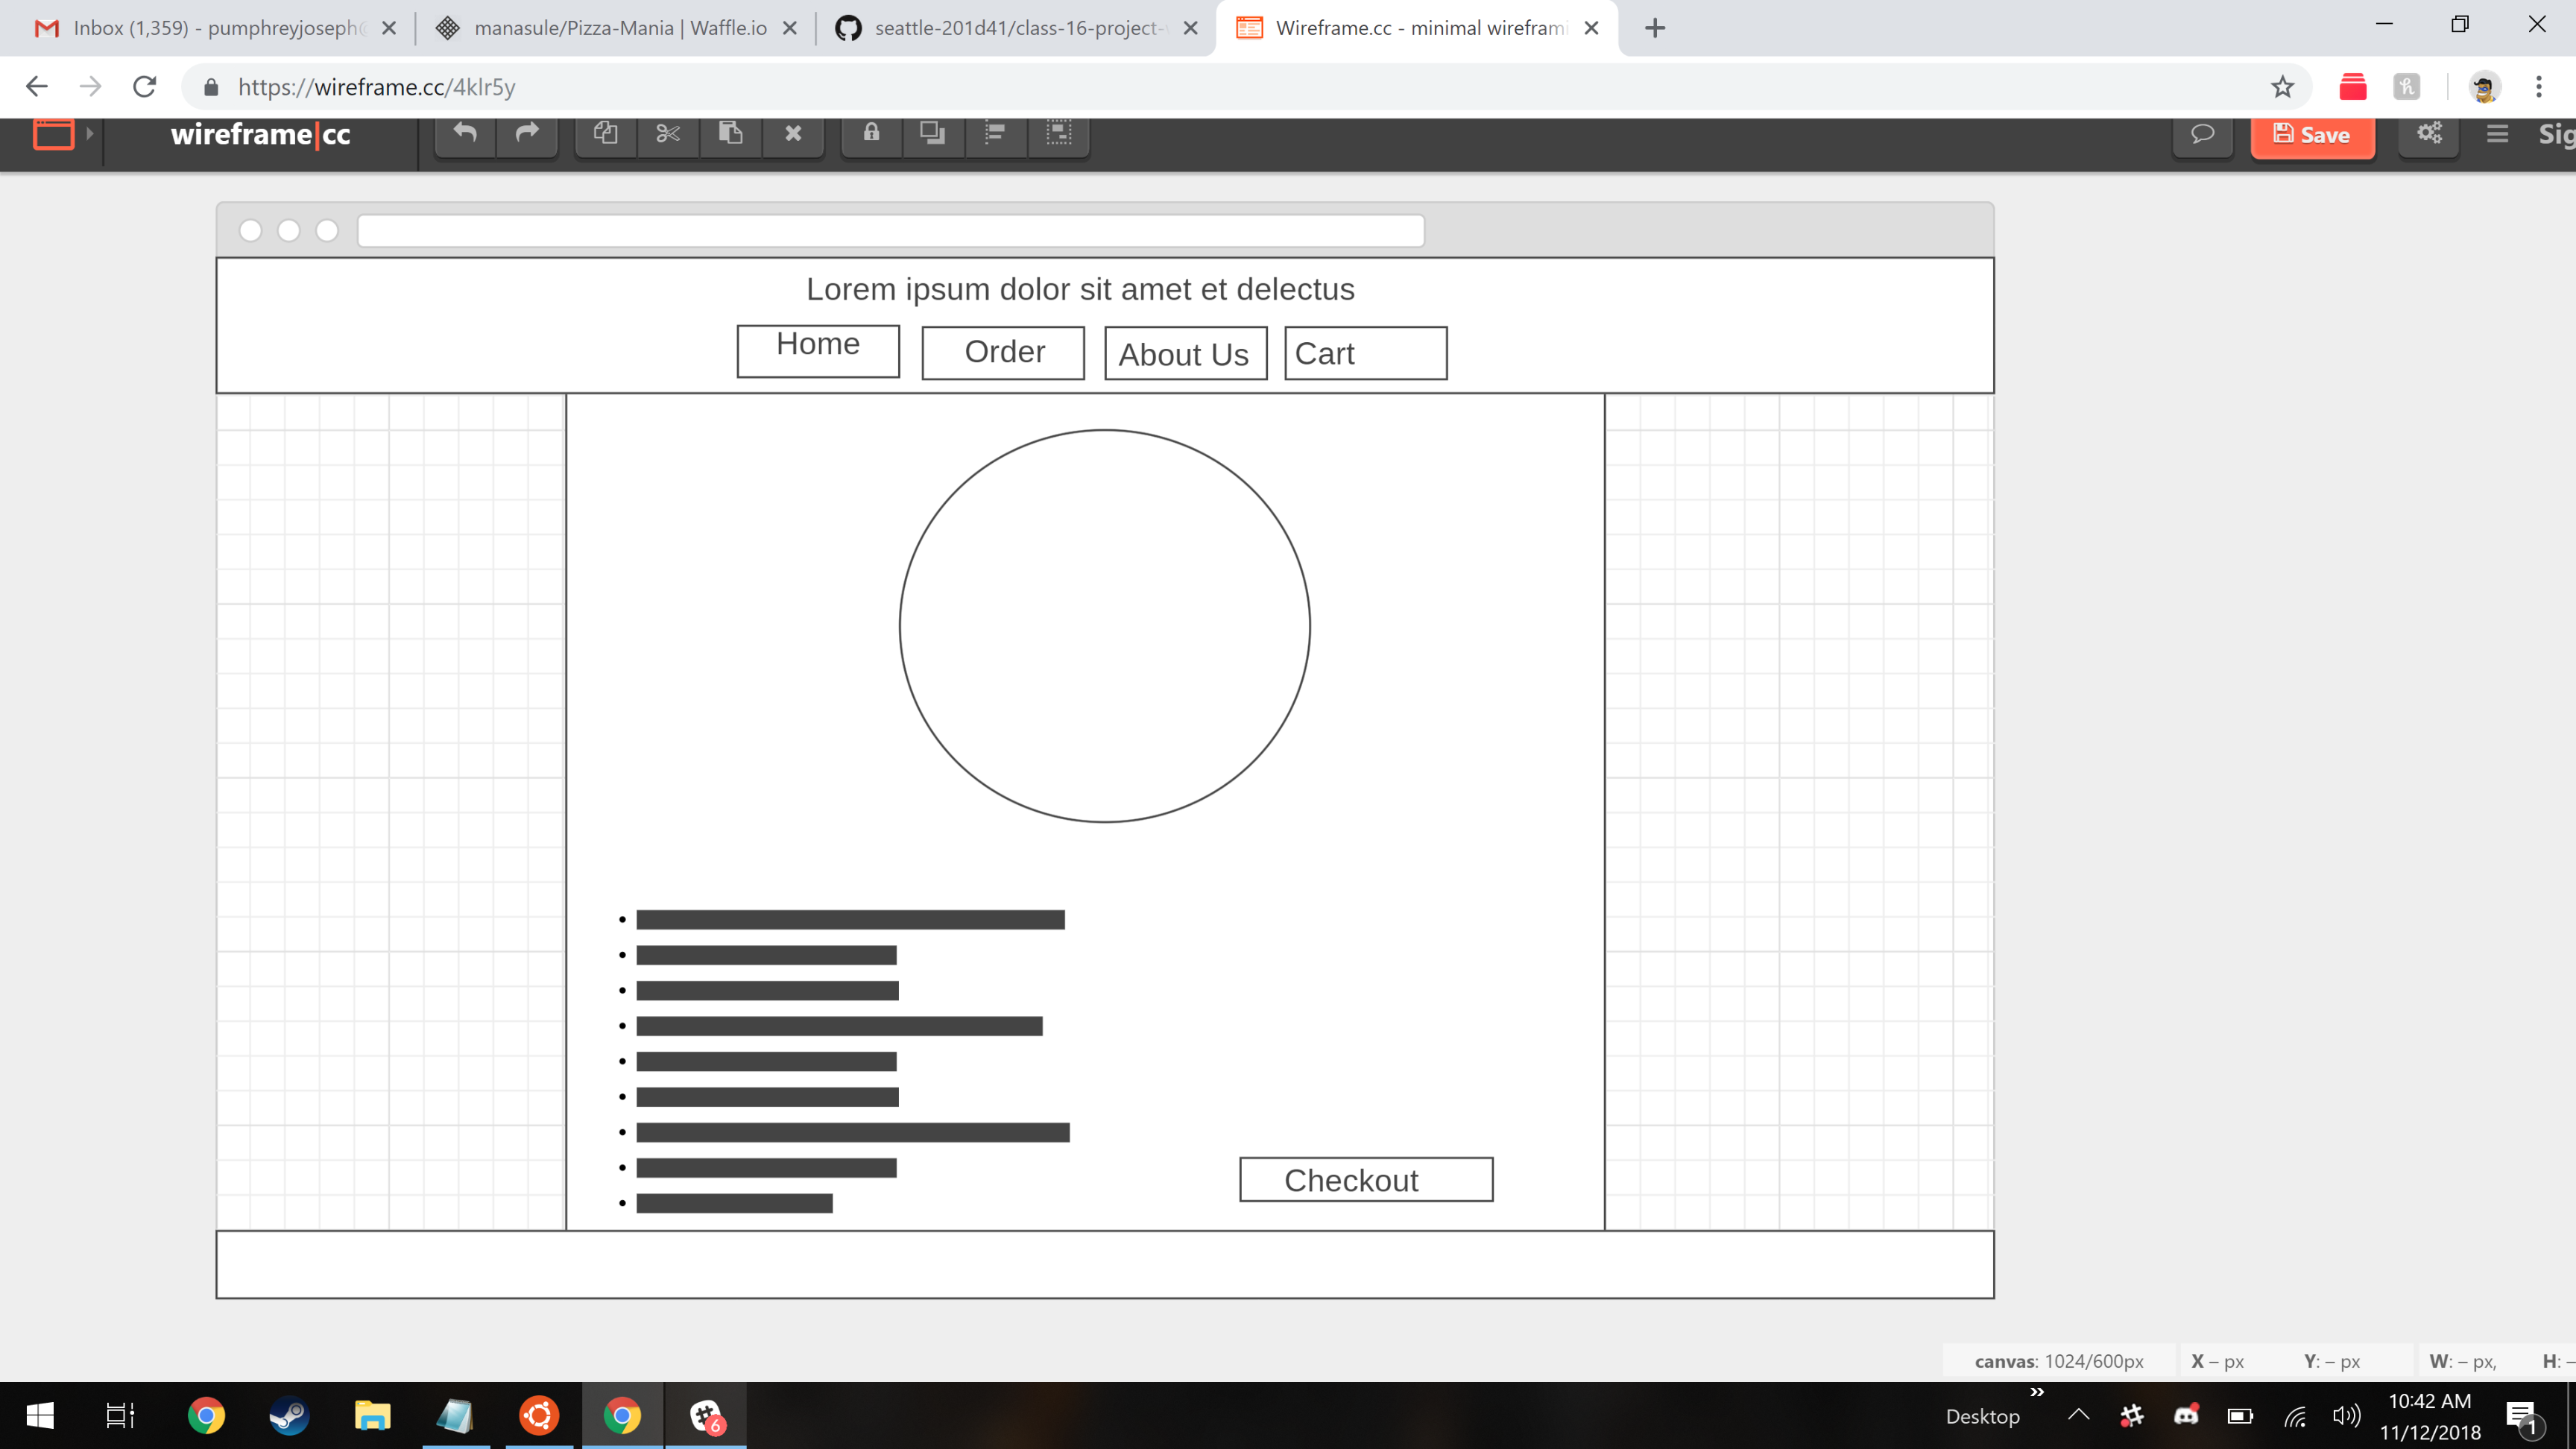 Inbox (1,359) - pumphreyjoseph@
manasule/Pizza-Mania | Waffle.io
seattle-201d41/class-16-project-
Wireframe.cc - minimal wirefram
https://wireframe.cc/4klr5y
wireframe|cc
Save
Sig
Lorem ipsum dolor sit amet et delectus
Home
Order
About Us
Cart
Checkout
canvas: 1024/600px
X – px
Y: – px
W: – px,
H: –
Desktop
10:42 AM
11/12/2018
6
1